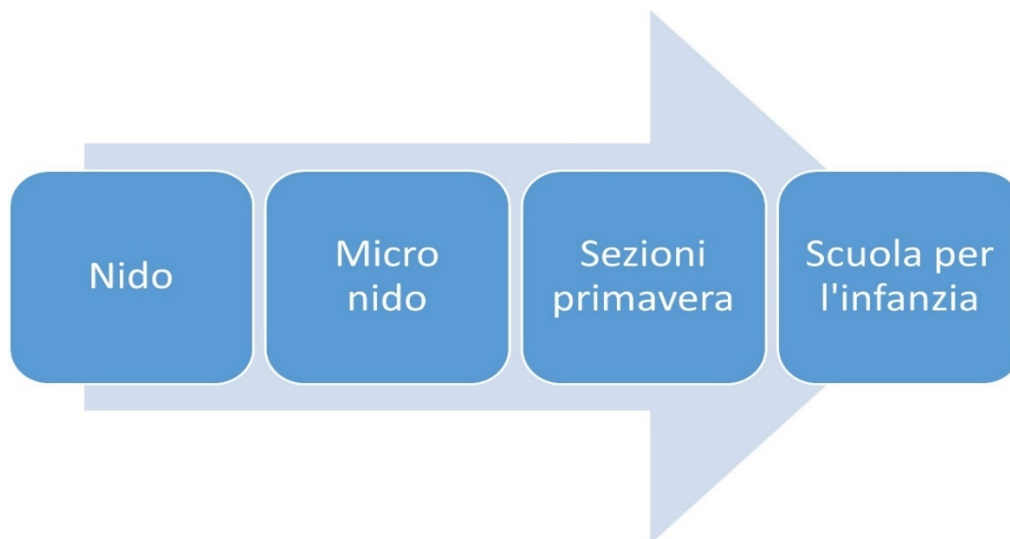 Nido
Micro
nido
Sezioni
primavera
Scuola per
l'infanzia